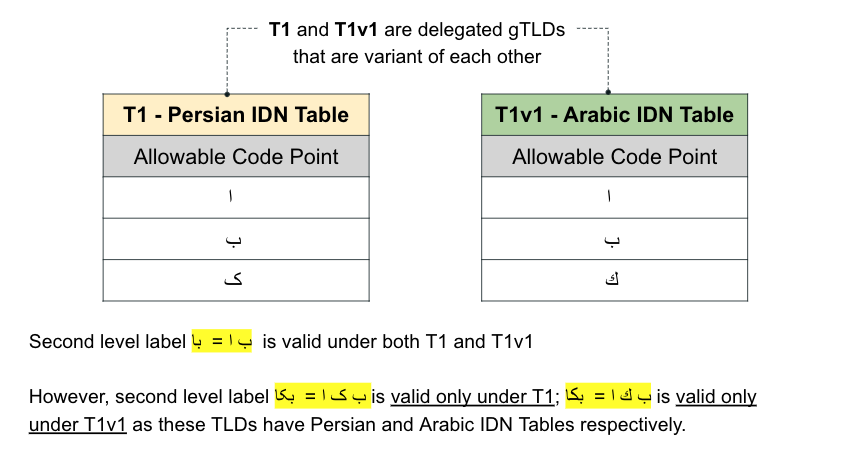 T1 and T1v1 are delegated gTLDs
that are variant of each other
T1 - Persian IDN Table
Allowable Code Point
ا
ب
ک
T1v1 - Arabic IDN Table
Allowable Code Point
ا
ب
ك
Second level label ب ا = با is valid under both T1 and T1v1
However, second level label ب ک ا = بکا is valid only under T1; ب ك ا = بكا is valid only
under T1v1 as these TLDs have Persian and Arabic IDN Tables respectively.